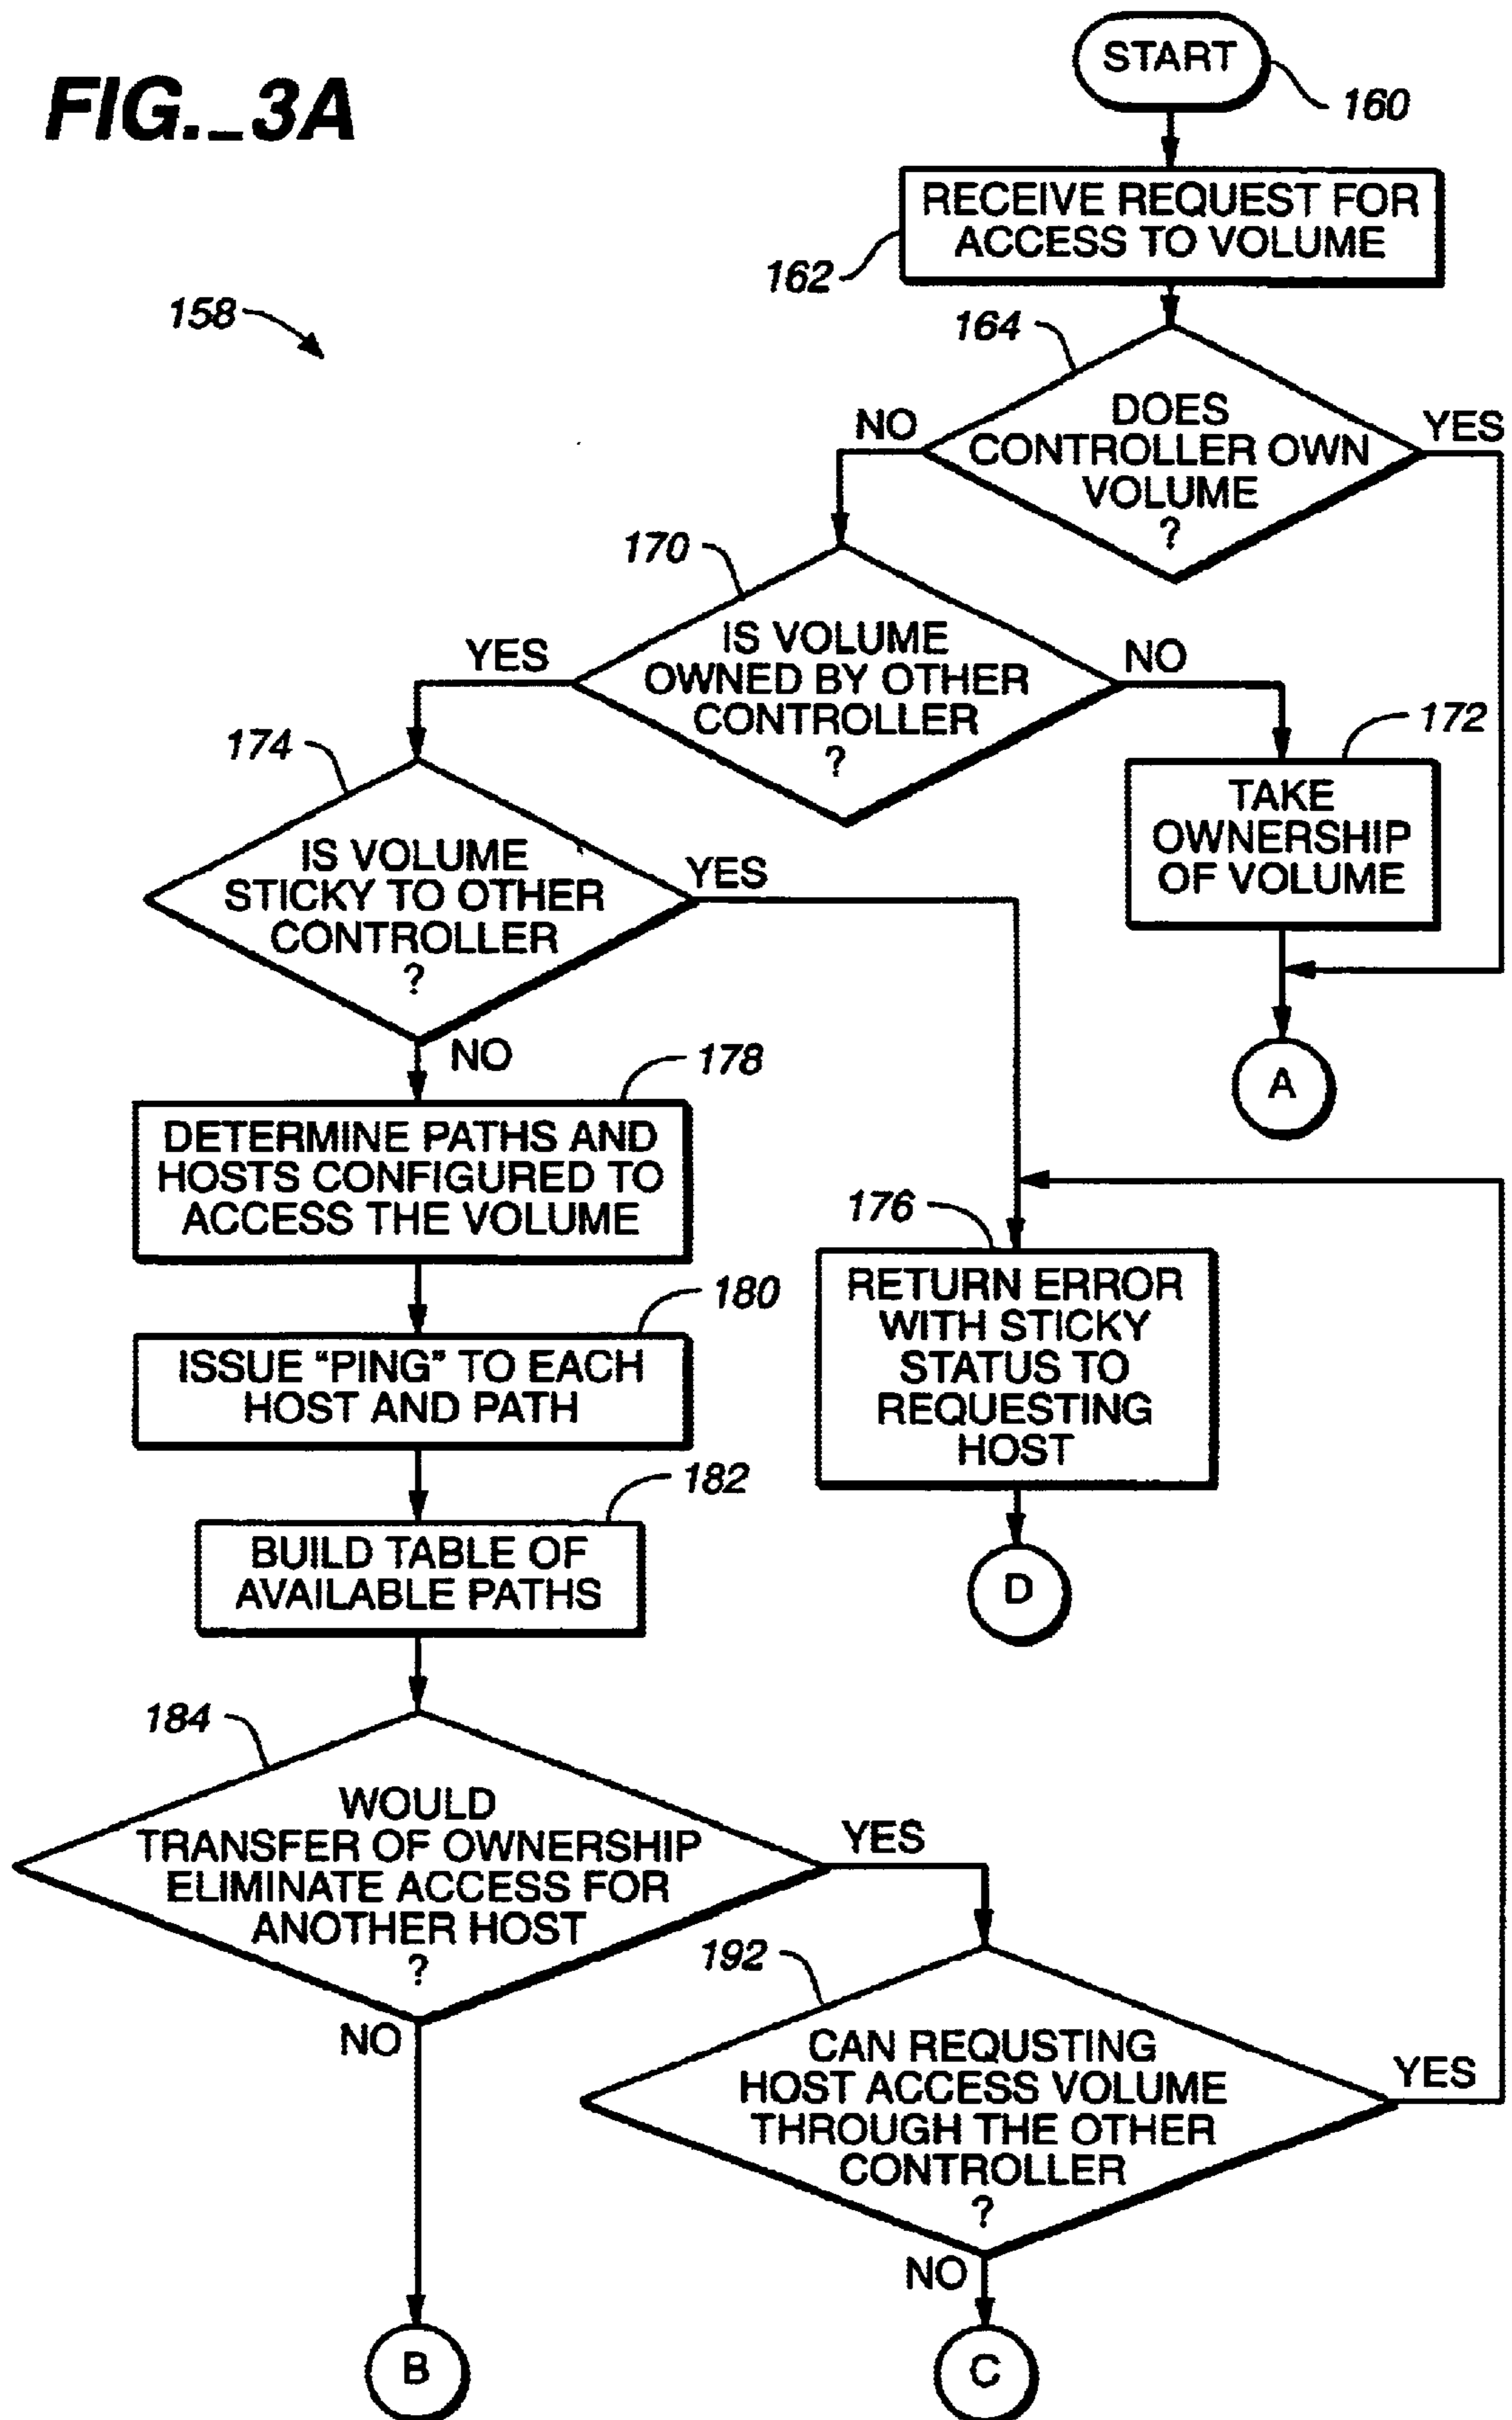 FIG._3A
START
160
RECEIVE REQUEST FOR
ACCESS TO VOLUME
162
158
164
DOES
CONTROLLER OWN
VOLUME
?
NO
YES
170
IS VOLUME
OWNED BY OTHER
CONTROLLER
?
YES
NO
172
TAKE
OWNERSHIP
OF VOLUME
A
174
IS VOLUME
STICKY TO OTHER
CONTROLLER
?
YES
NO
178
DETERMINE PATHS AND
HOSTS CONFIGURED TO
ACCESS THE VOLUME
176
RETURN ERROR
WITH STICKY
STATUS TO
REQUESTING
HOST
D
180
ISSUE “PING” TO EACH
HOST AND PATH
182
BUILD TABLE OF
AVAILABLE PATHS
184
WOULD
TRANSFER OF OWNERSHIP
ELIMINATE ACCESS FOR
ANOTHER HOST
?
YES
NO
192
CAN REQUSTING
HOST ACCESS VOLUME
THROUGH THE OTHER
CONTROLLER
?
YES
NO
B
C